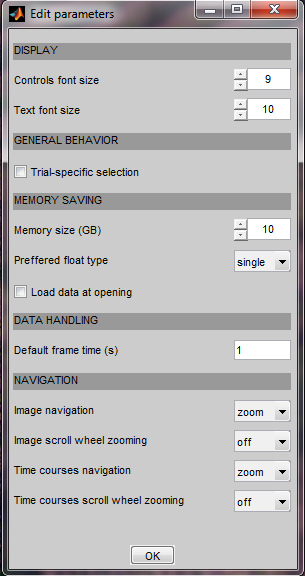 Edit parameters
DISPLAY
Controls font size 9
Text font size 10
GENERAL BEHAVIOR
Trial-specific selection
MEMORY SAVING
Memory size (GB) 10
Preffered float type single
Load data at opening
DATA HANDLING
Default frame time (s) 1
NAVIGATION
Image navigation zoom
Image scroll wheel zooming off
Time courses navigation zoom
Time courses scroll wheel zooming off
OK